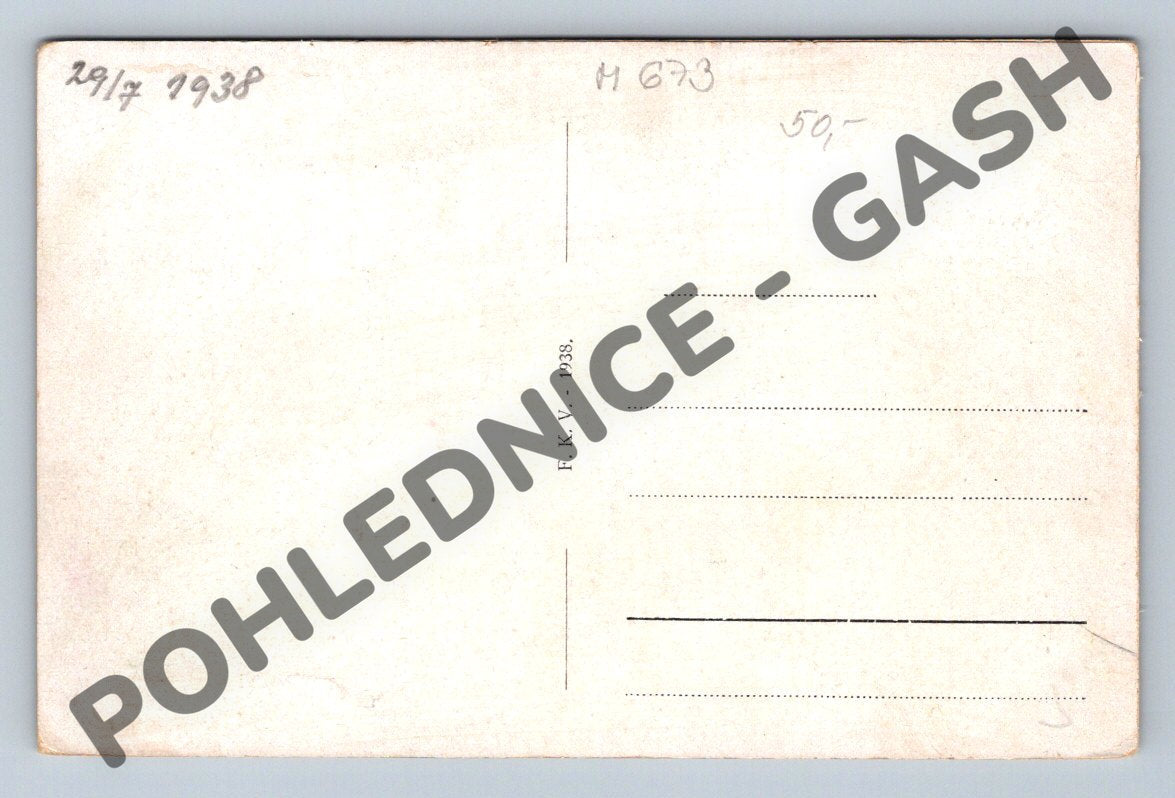 29/7 1938
M 673
50,-
F. K. V. - 1938.
POHLEDNICE - GASH